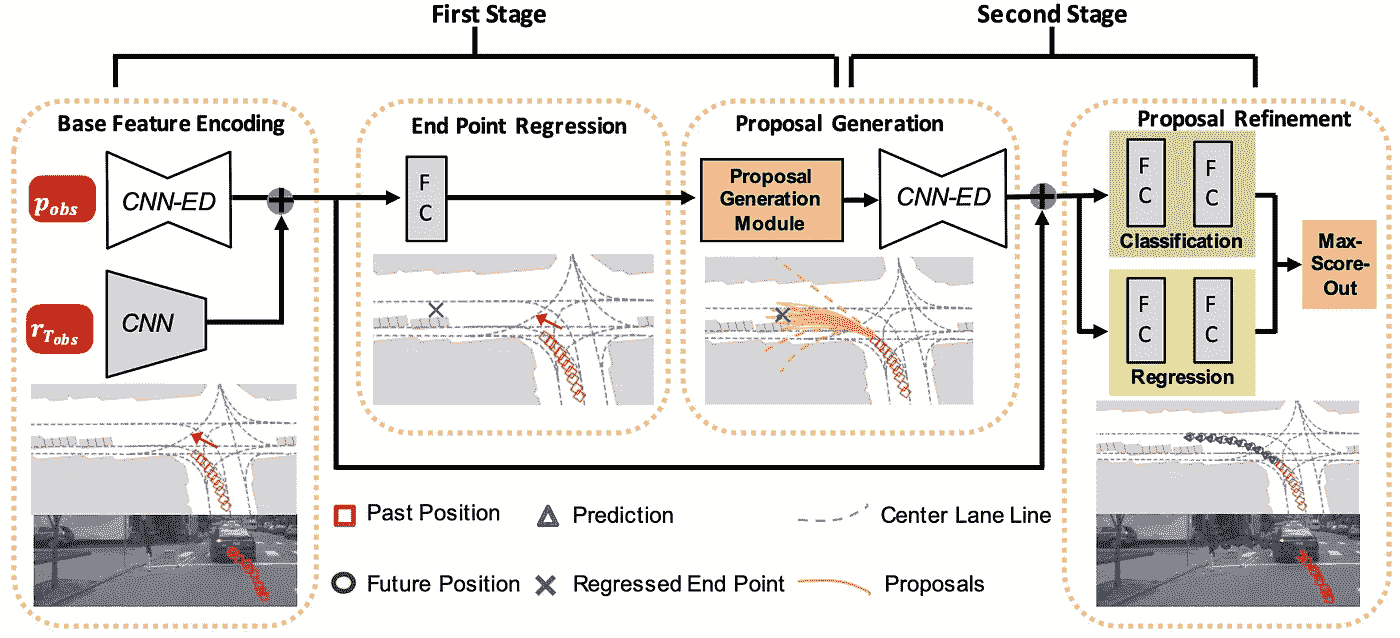 First Stage
Second Stage
Base Feature Encoding
End Point Regression
Proposal Generation
Proposal Refinement
p_obs
CNN-ED
r_T_obs
CNN
F
C
Proposal
Generation
Module
CNN-ED
F
C
F
C
Classification
F
C
F
C
Regression
Max-
Score-
Out
Past Position
Prediction
Center Lane Line
Future Position
Regressed End Point
Proposals